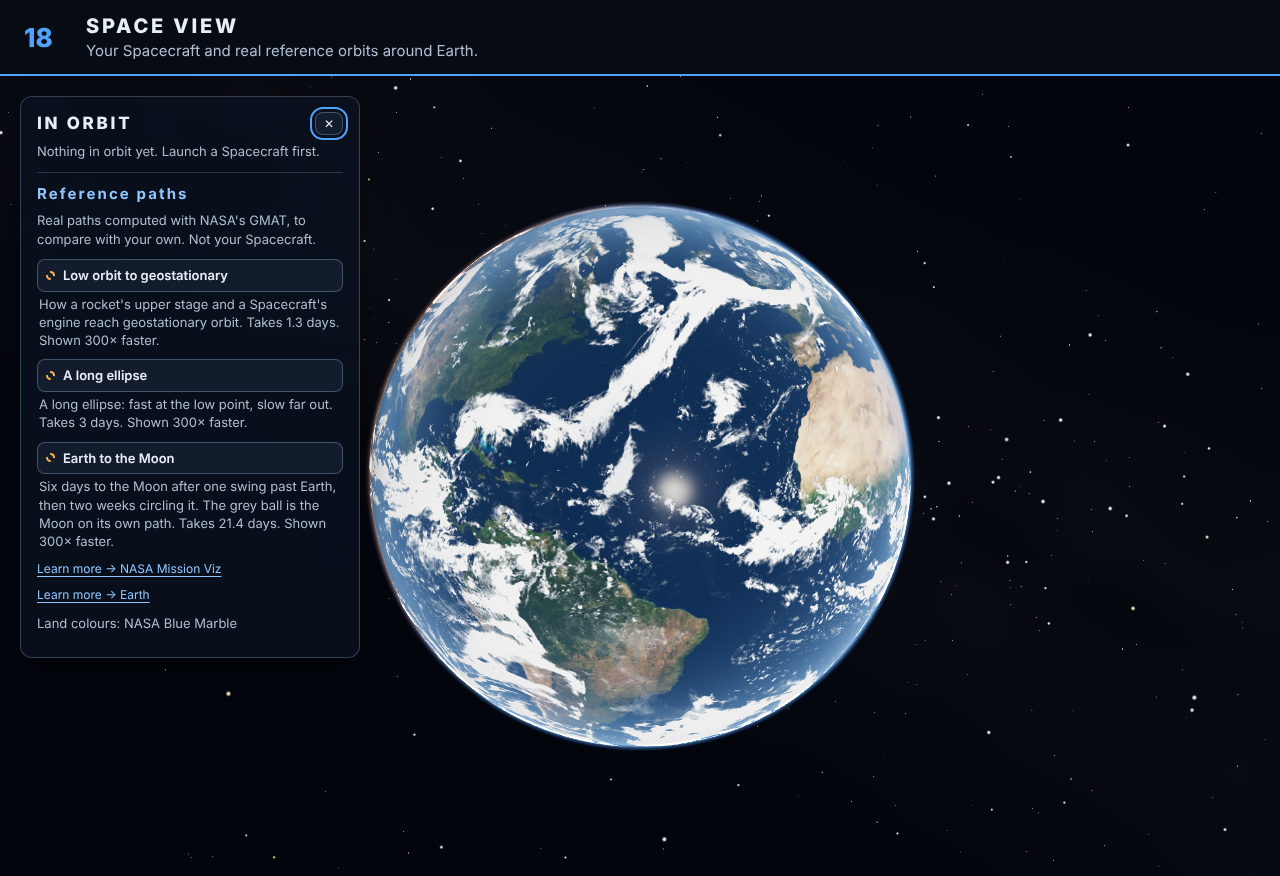 18
SPACE VIEW
Your Spacecraft and real reference orbits around Earth.
IN ORBIT
×
Nothing in orbit yet. Launch a Spacecraft first.
Reference paths
Real paths computed with NASA's GMAT, to
compare with your own. Not your Spacecraft.
Low orbit to geostationary
How a rocket's upper stage and a Spacecraft's
engine reach geostationary orbit. Takes 1.3 days.
Shown 300× faster.
A long ellipse
A long ellipse: fast at the low point, slow far out.
Takes 3 days. Shown 300× faster.
Earth to the Moon
Six days to the Moon after one swing past Earth,
then two weeks circling it. The grey ball is the
Moon on its own path. Takes 21.4 days. Shown
300× faster.
Learn more → NASA Mission Viz
Learn more → Earth
Land colours: NASA Blue Marble